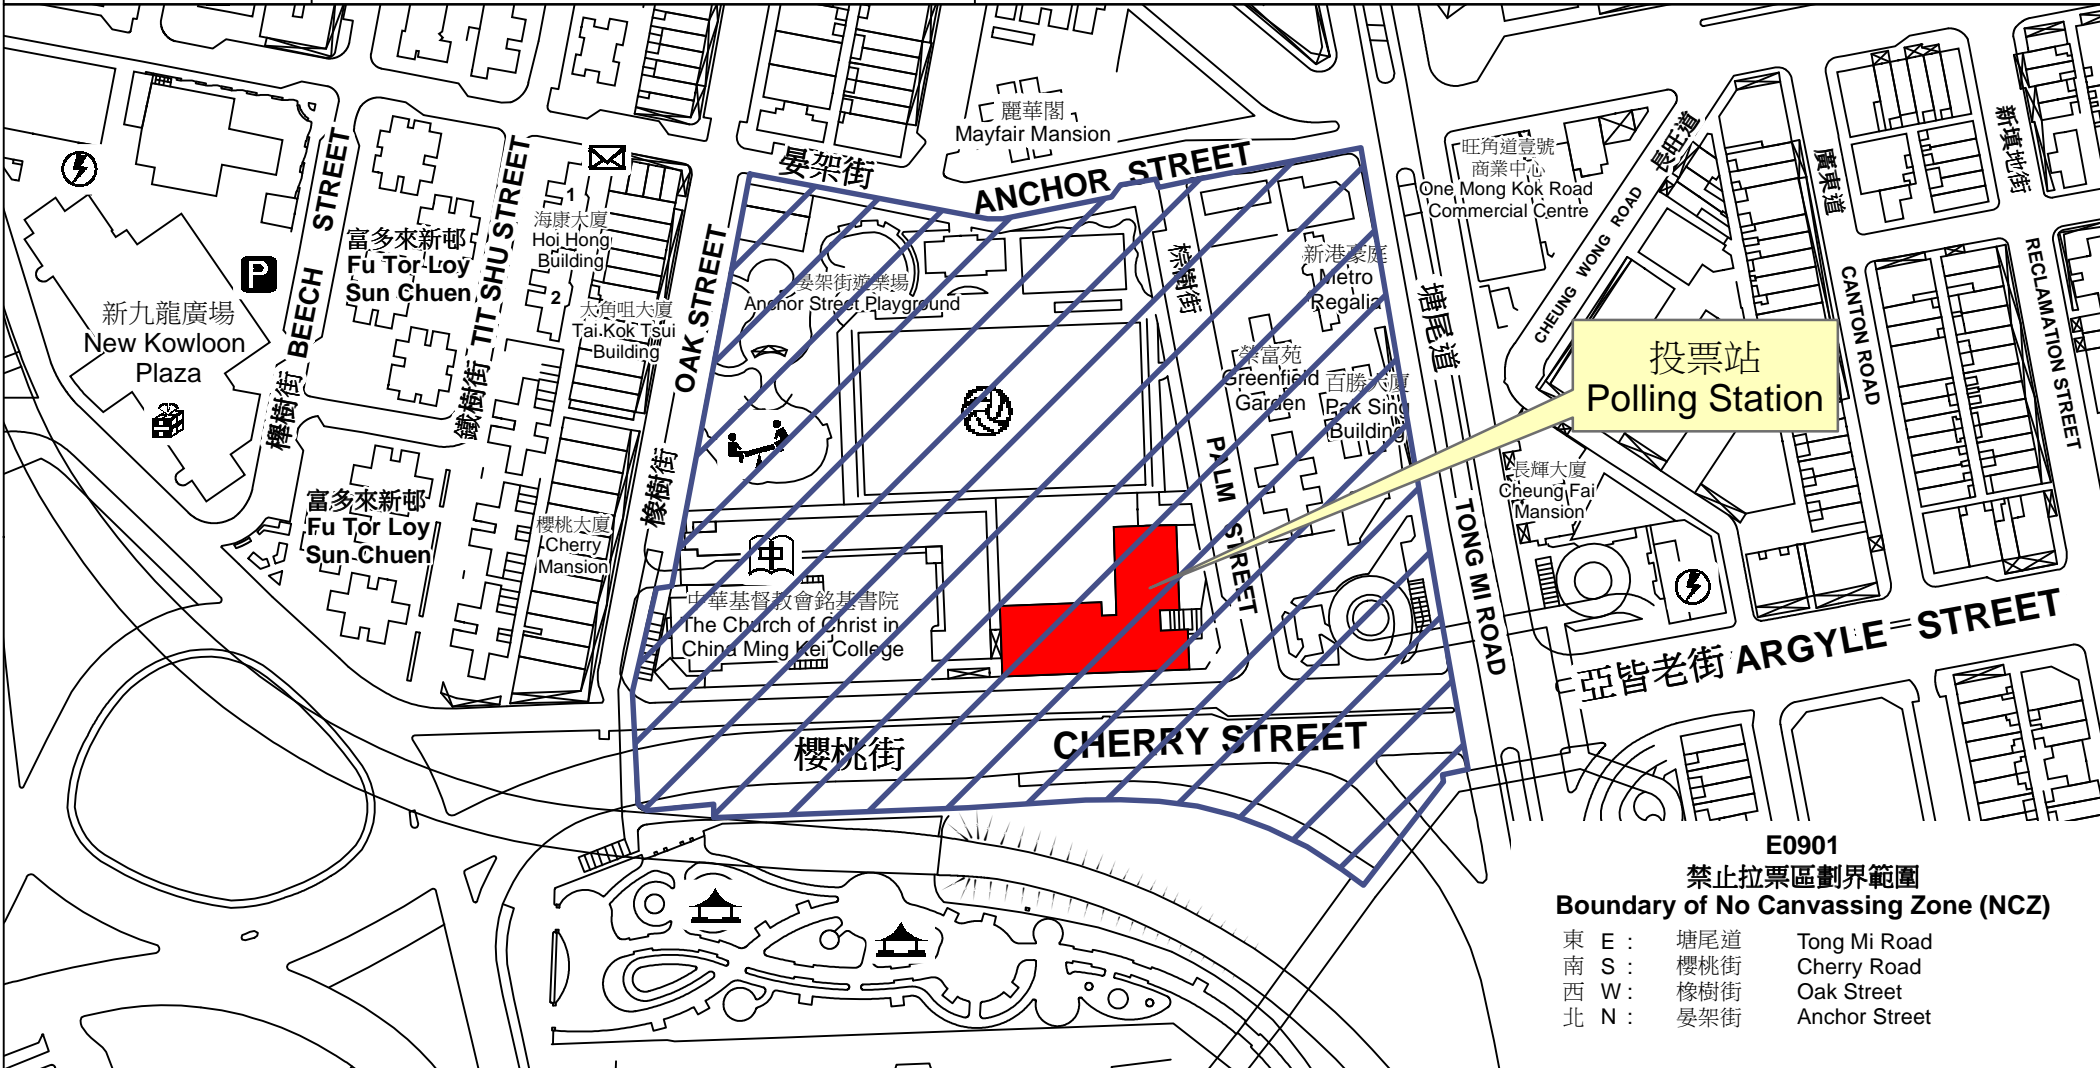 麗華閣
Mayfair Mansion
晏架街
ANCHOR STREET
旺角道壹號
商業中心
One Mong Kok Road
Commercial Centre
長旺道
CHEUNG WONG ROAD
廣東道
CANTON ROAD
新填地街
RECLAMATION STREET
欅樹街 BEECH STREET
富多來新邨
Fu Tor Loy
Sun Chuen
鐵樹街 TIT SHU STREET
1
海康大廈
Hoi Hong
Building
2
大角咀大廈
Tai Kok Tsui
Building
橡樹街
OAK STREET
P
新九龍廣場
New Kowloon
Plaza
晏架街遊樂場
Anchor Street Playground
棕樹街
PALM STREET
新港豪庭
Metro
Regalia
塘尾道
TONG MI ROAD
榮富苑
Greenfield
Garden
百勝大廈
Pak Sing
Building
投票站
Polling Station
長輝大廈
Cheung Fai
Mansion
富多來新邨
Fu Tor Loy
Sun Chuen
櫻桃大廈
Cherry
Mansion
中
中華基督教會銘基書院
The Church of Christ in
China Ming Kei College
亞皆老街 ARGYLE STREET
櫻桃街
CHERRY STREET
E0901
禁止拉票區劃界範圍
Boundary of No Canvassing Zone (NCZ)
東 E : 塘尾道 Tong Mi Road
南 S : 櫻桃街 Cherry Road
西 W : 橡樹街 Oak Street
北 N : 晏架街 Anchor Street